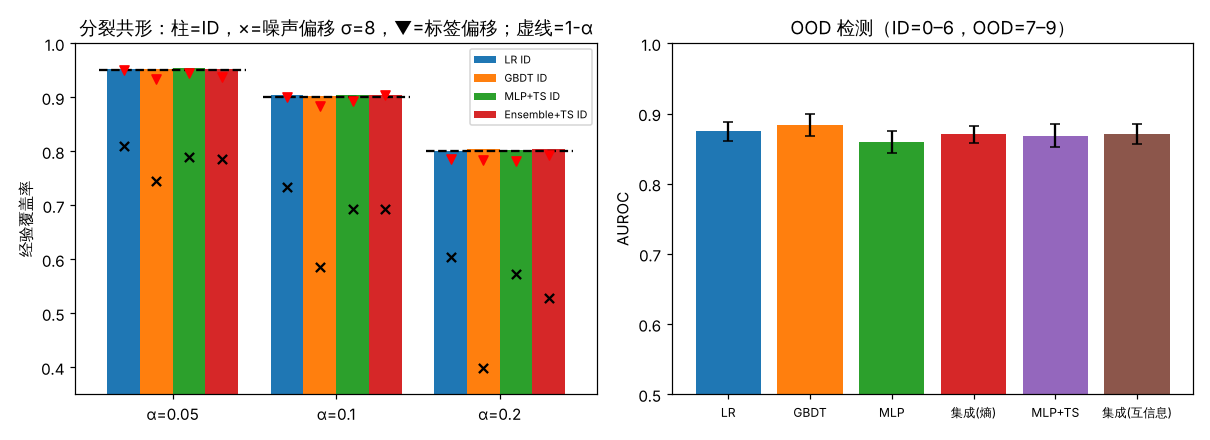 分裂共形：柱=ID，×=噪声偏移 σ=8，▼=标签偏移；虚线=1-α
经验覆盖率
1.0
0.9
0.8
0.7
0.6
0.5
0.4
α=0.05
α=0.1
α=0.2
LR ID
GBDT ID
MLP+TS ID
Ensemble+TS ID
OOD 检测（ID=0–6，OOD=7–9）
AUROC
1.0
0.9
0.8
0.7
0.6
0.5
LR
GBDT
MLP
集成(熵)
MLP+TS
集成(互信息)